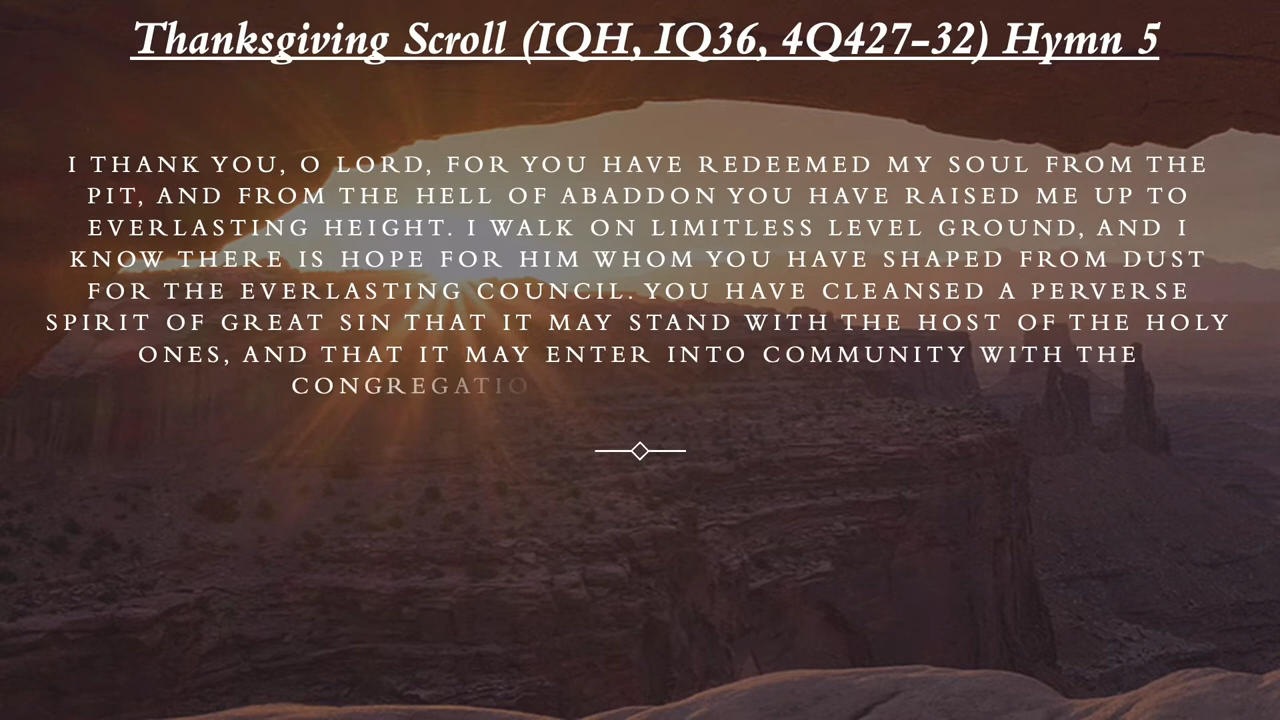 Thanksgiving Scroll (IQH, IQ36, 4Q427-32) Hymn 5
I THANK YOU, O LORD, FOR YOU HAVE REDEEMED MY SOUL FROM THE
PIT, AND FROM THE HELL OF ABADDON YOU HAVE RAISED ME UP TO
EVERLASTING HEIGHT. I WALK ON LIMITLESS LEVEL GROUND, AND I
KNOW THERE IS HOPE FOR HIM WHOM YOU HAVE SHAPED FROM DUST
FOR THE EVERLASTING COUNCIL. YOU HAVE CLEANSED A PERVERSE
SPIRIT OF GREAT SIN THAT IT MAY STAND WITH THE HOST OF THE HOLY
ONES, AND THAT IT MAY ENTER INTO COMMUNITY WITH THE
CONGREGATIO